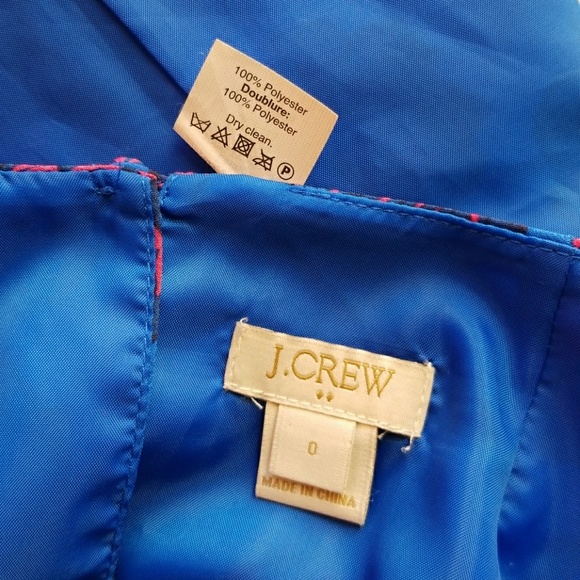 100% Polyester
Doublure:
100% Polyester
Dry clean.
P
J.CREW
0
MADE IN CHINA